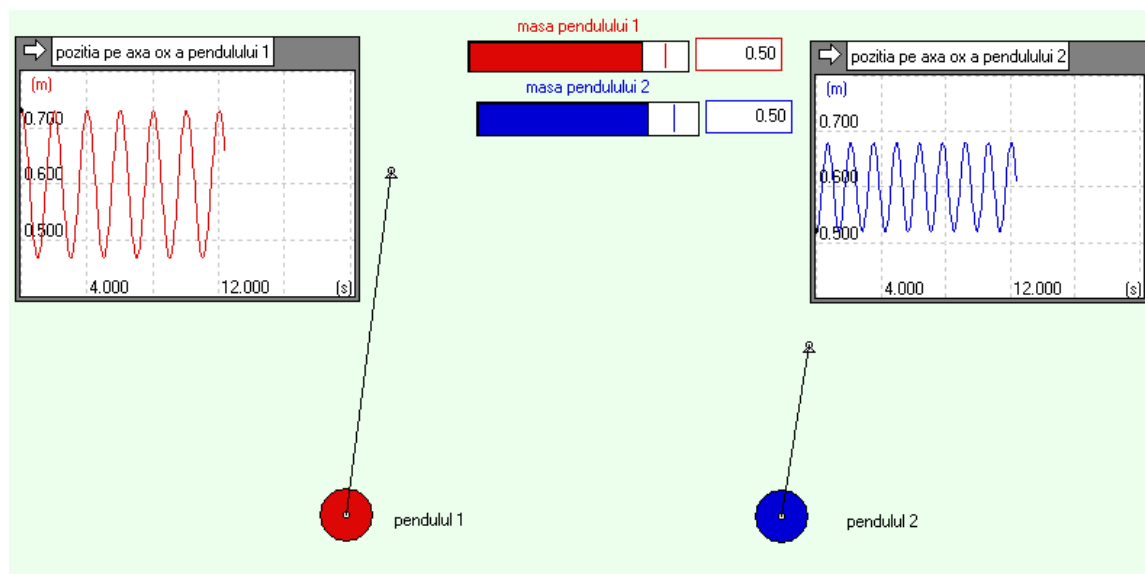 masa pendulului 1
0.50
masa pendulului 2
0.50
pozitia pe axa ox a pendulului 1
(m)
0.700
0.600
0.500
4.000 12.000 (s)
pozitia pe axa ox a pendulului 2
(m)
0.700
0.600
0.500
4.000 12.000 (s)
pendulul 1
pendulul 2